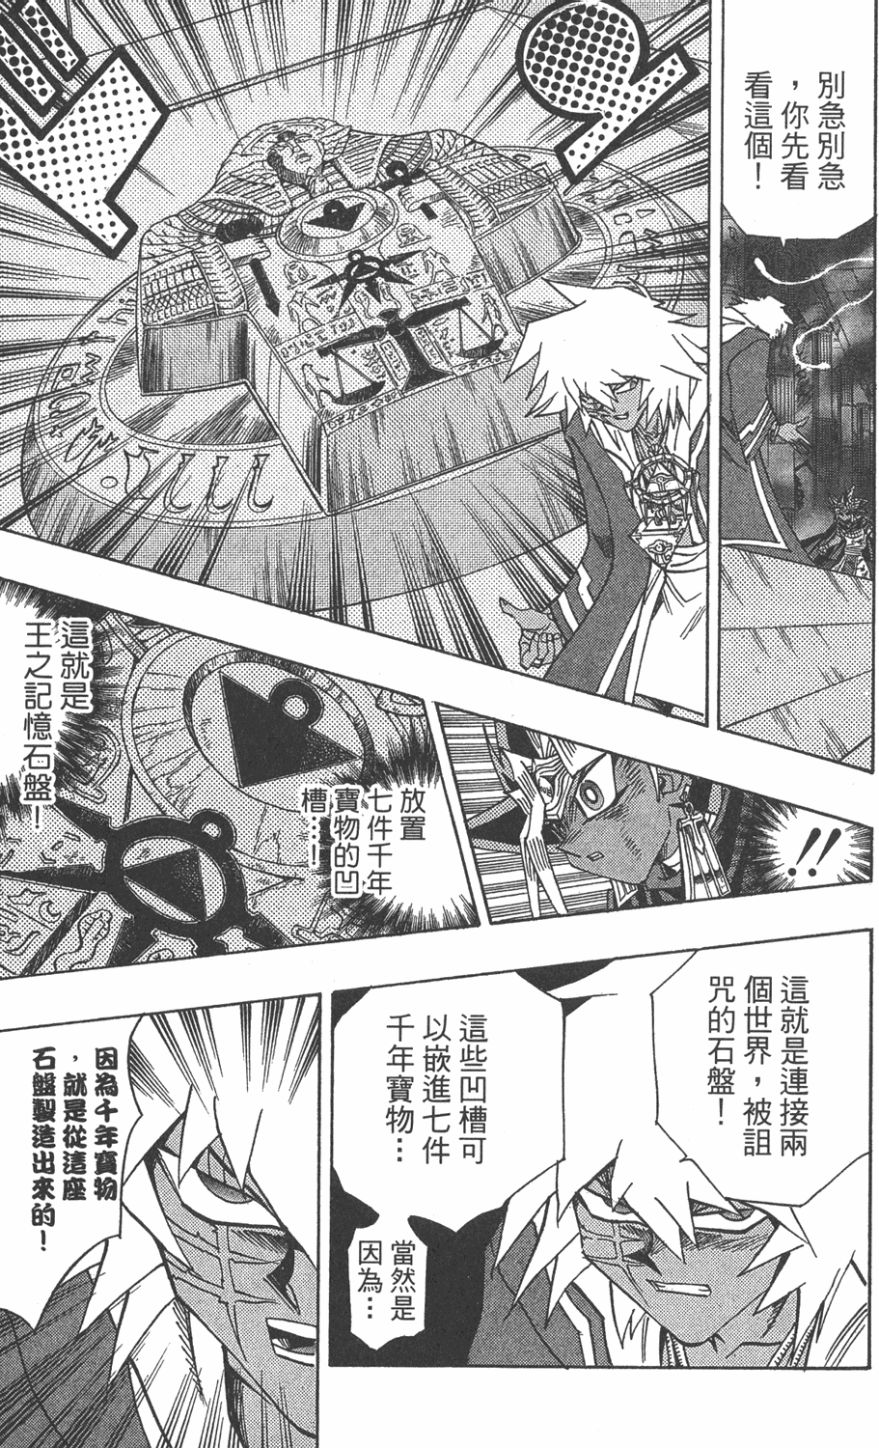 別急別急
，你先看
看這個！
!!
放置
七件千年
寶物的凹
槽…！
這就是
王之記憶石盤！
這就是連接兩
個世界，被詛
咒的石盤！
這些凹槽可
以嵌進七件
千年寶物…
當然是
因為…
因為千年寶物
，就是從這座
石盤製造出來的！